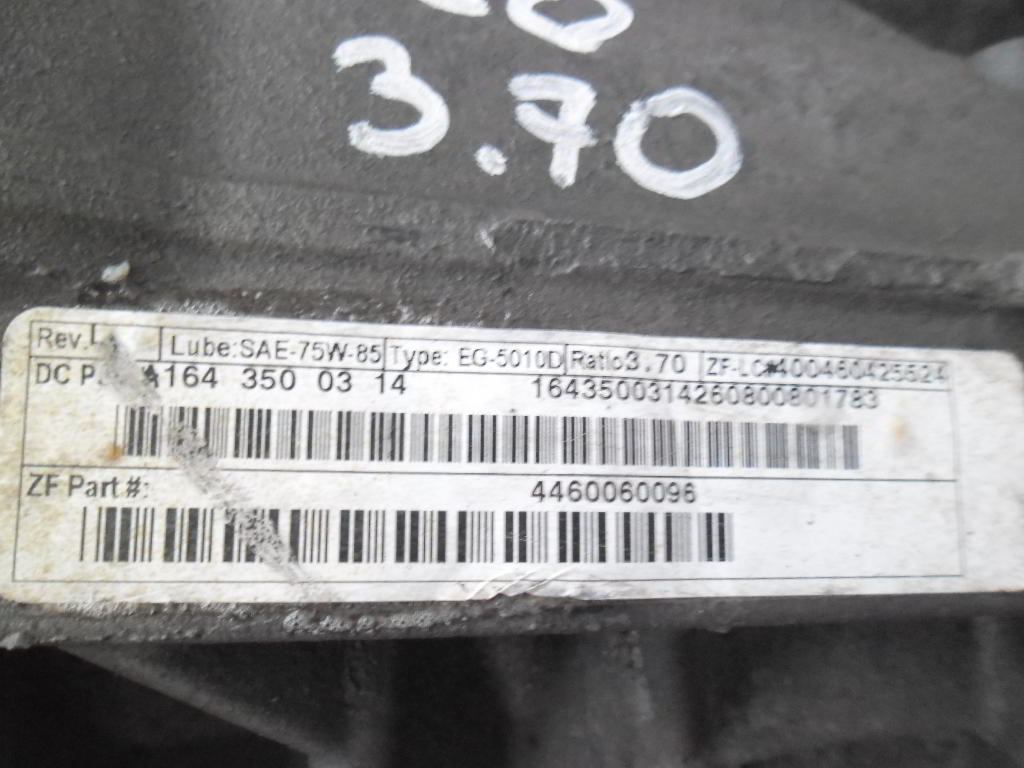 3.70
Rev. Lube:SAE-75W-85 Type: EG-5010D Ratio3.70 ZF-LC#400460425524
DC A164 350 03 14 1643500314260800801783
ZF Part #: 4460060096